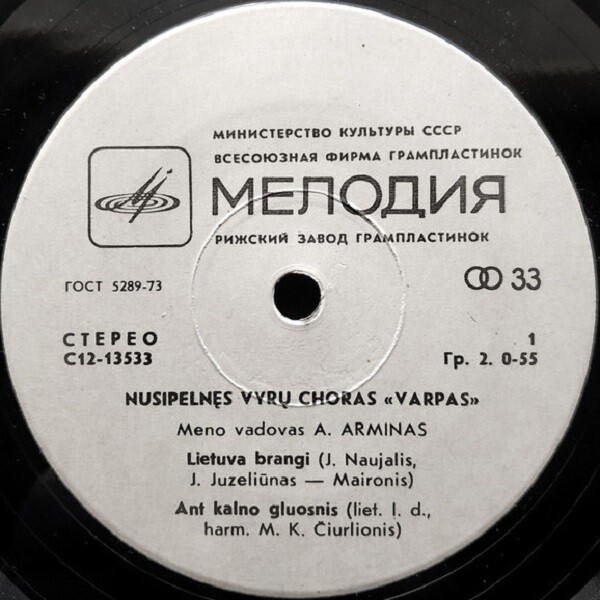 МИНИСТЕРСТВО КУЛЬТУРЫ СССР
ВСЕСОЮЗНАЯ ФИРМА ГРАМПЛАСТИНОК
МЕЛОДИЯ
РИЖСКИЙ ЗАВОД ГРАМПЛАСТИНОК
ГОСТ 5289-73
33
СТЕРЕО
1
С12-13533
Гр. 2. 0-55
NUSIPELNĘS VYRŲ CHORAS «VARPAS»
Meno vadovas A. ARMINAS
Lietuva brangi (J. Naujalis,
J. Juzeliūnas — Maironis)
Ant kalno gluosnis (liet. l. d.,
harm. M. K. Čiurlionis)